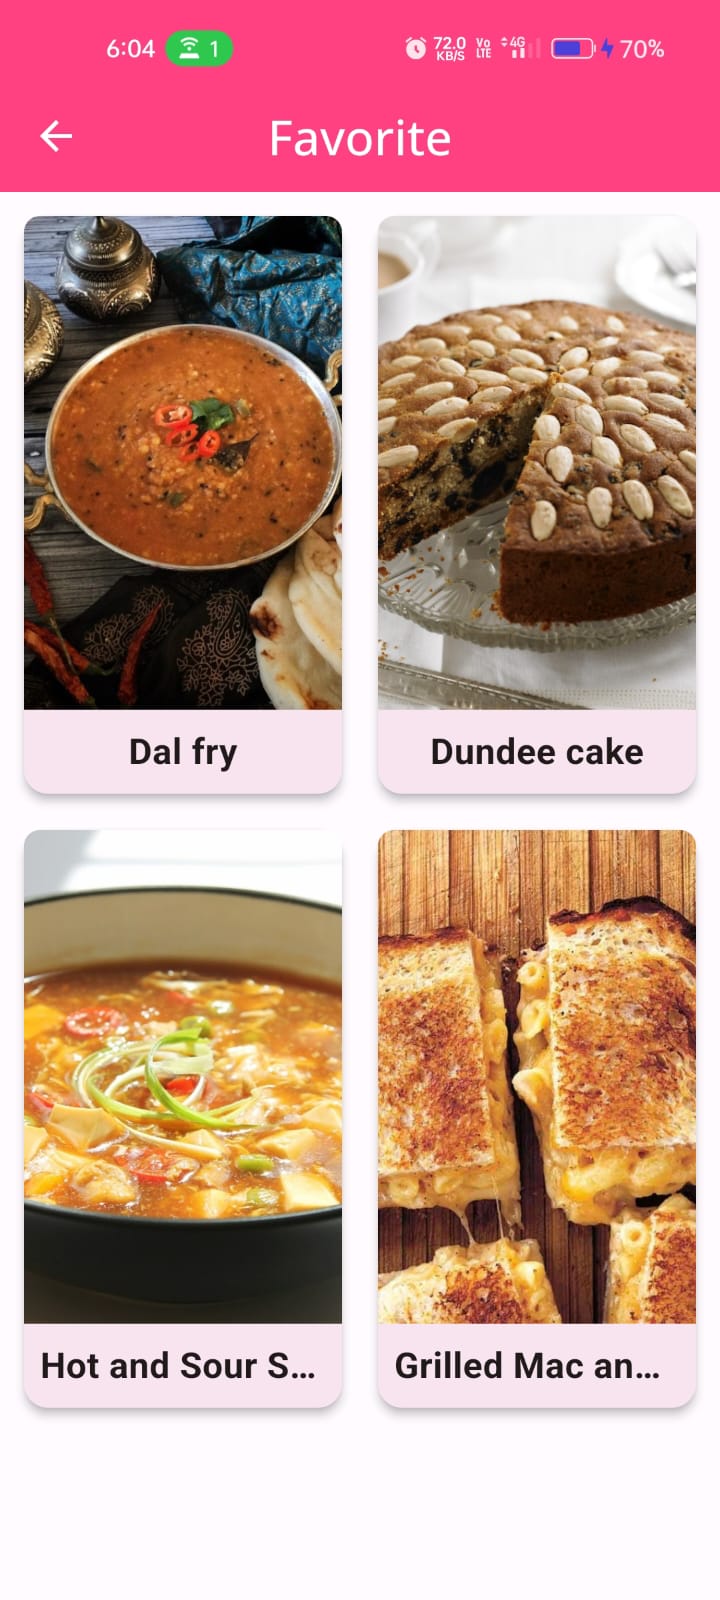 6:04 1 72.0 KB/S Vo LTE 4G 70%
Favorite
Dal fry
Dundee cake
Hot and Sour S...
Grilled Mac an...